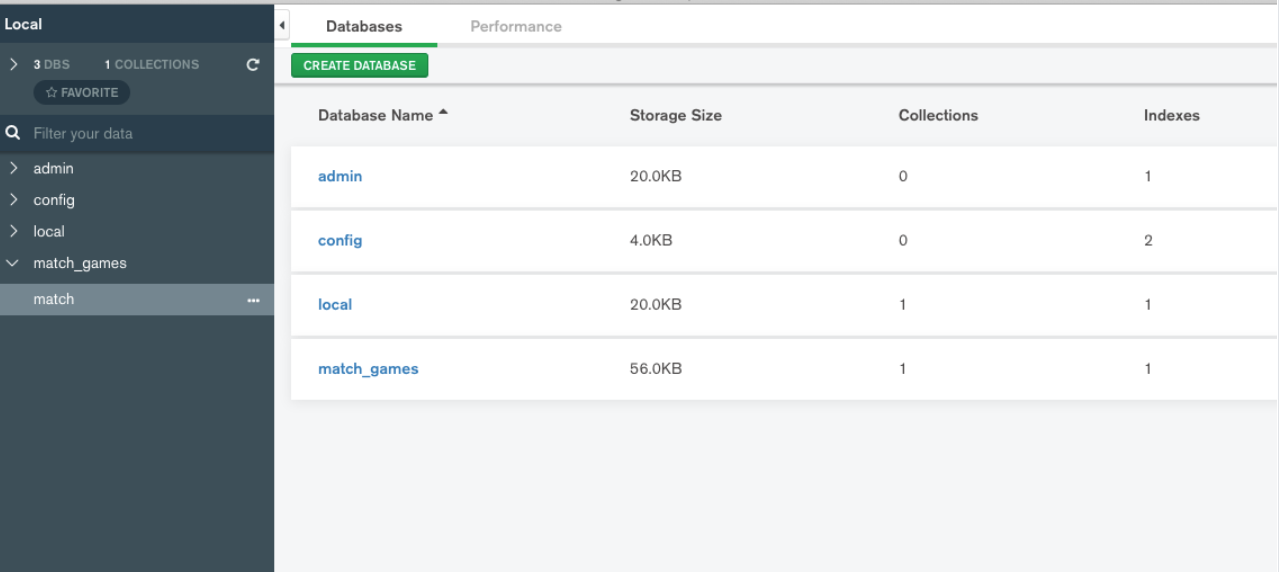 Local
3 DBS 1 COLLECTIONS
FAVORITE
Filter your data
admin
config
local
match_games
match
Databases Performance
CREATE DATABASE
Database Name Storage Size Collections Indexes
admin 20.0KB 0 1
config 4.0KB 0 2
local 20.0KB 1 1
match_games 56.0KB 1 1